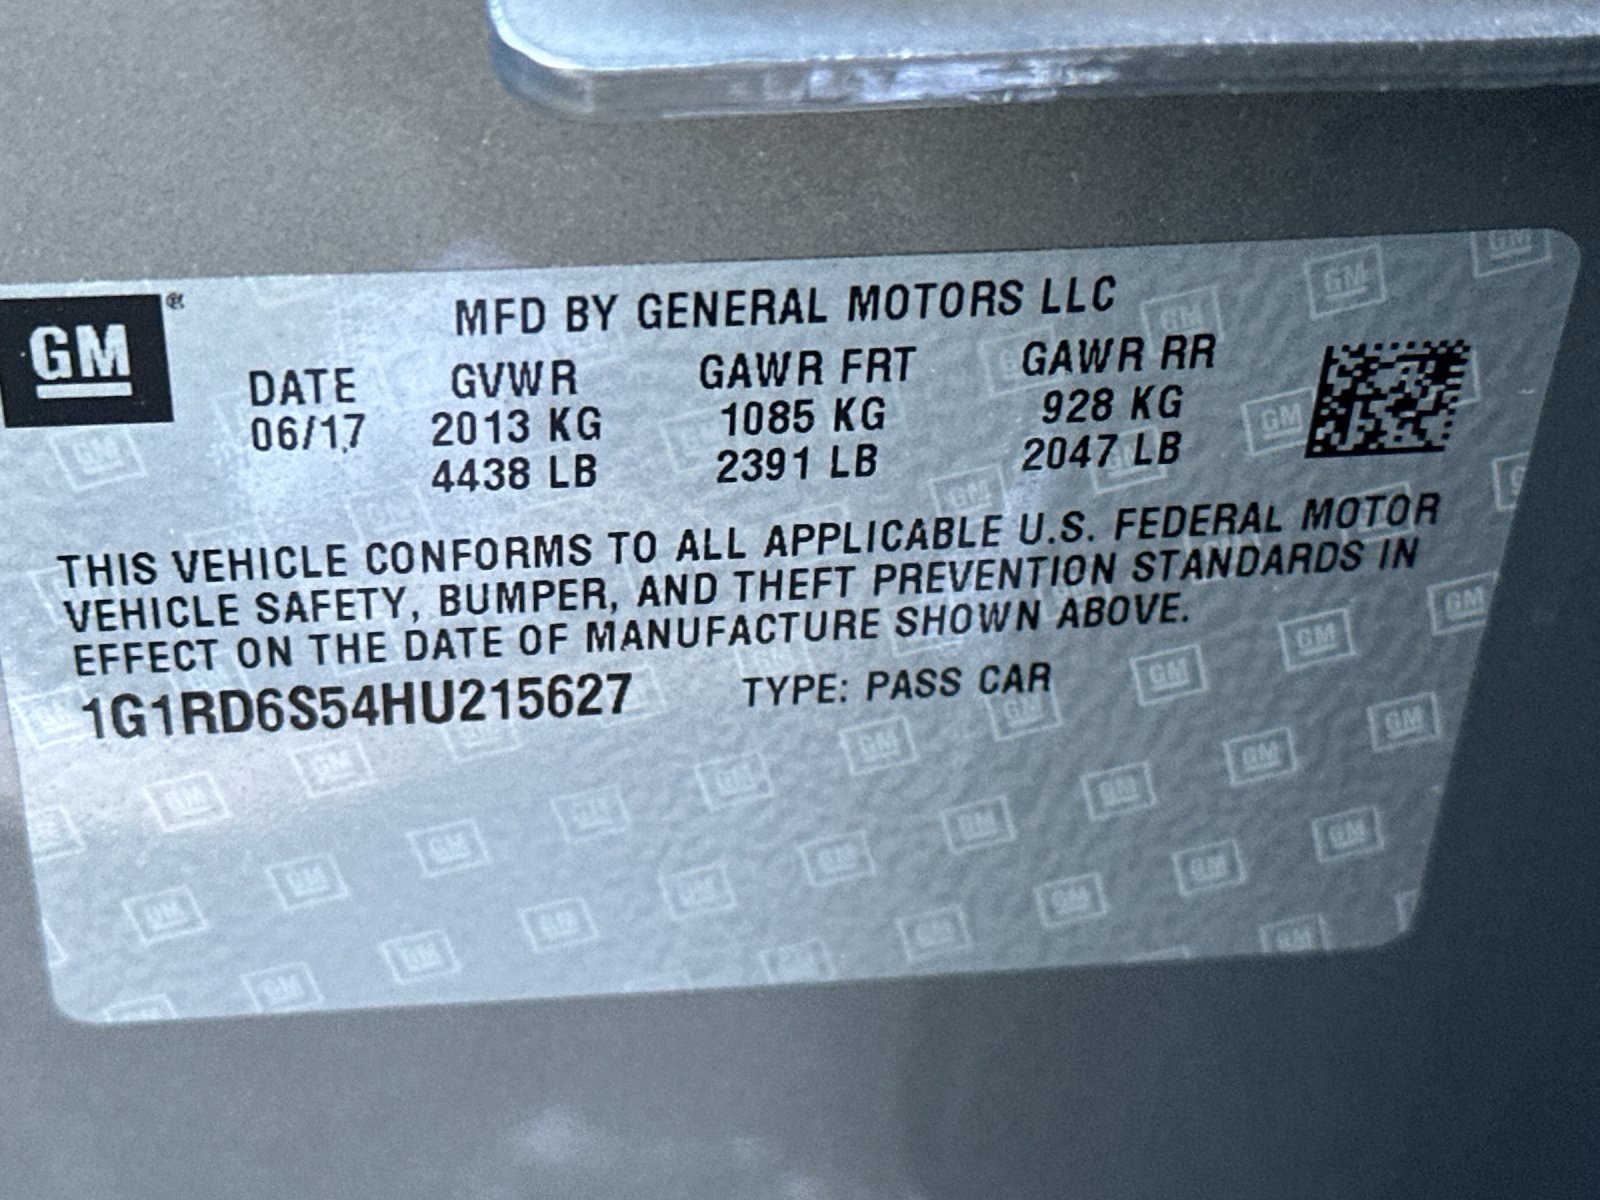 GM ®
MFD BY GENERAL MOTORS LLC
DATE GVWR GAWR FRT GAWR RR
06/17 2013 KG 1085 KG 928 KG
4438 LB 2391 LB 2047 LB
THIS VEHICLE CONFORMS TO ALL APPLICABLE U.S. FEDERAL MOTOR
VEHICLE SAFETY, BUMPER, AND THEFT PREVENTION STANDARDS IN
EFFECT ON THE DATE OF MANUFACTURE SHOWN ABOVE.
1G1RD6S54HU215627 TYPE: PASS CAR